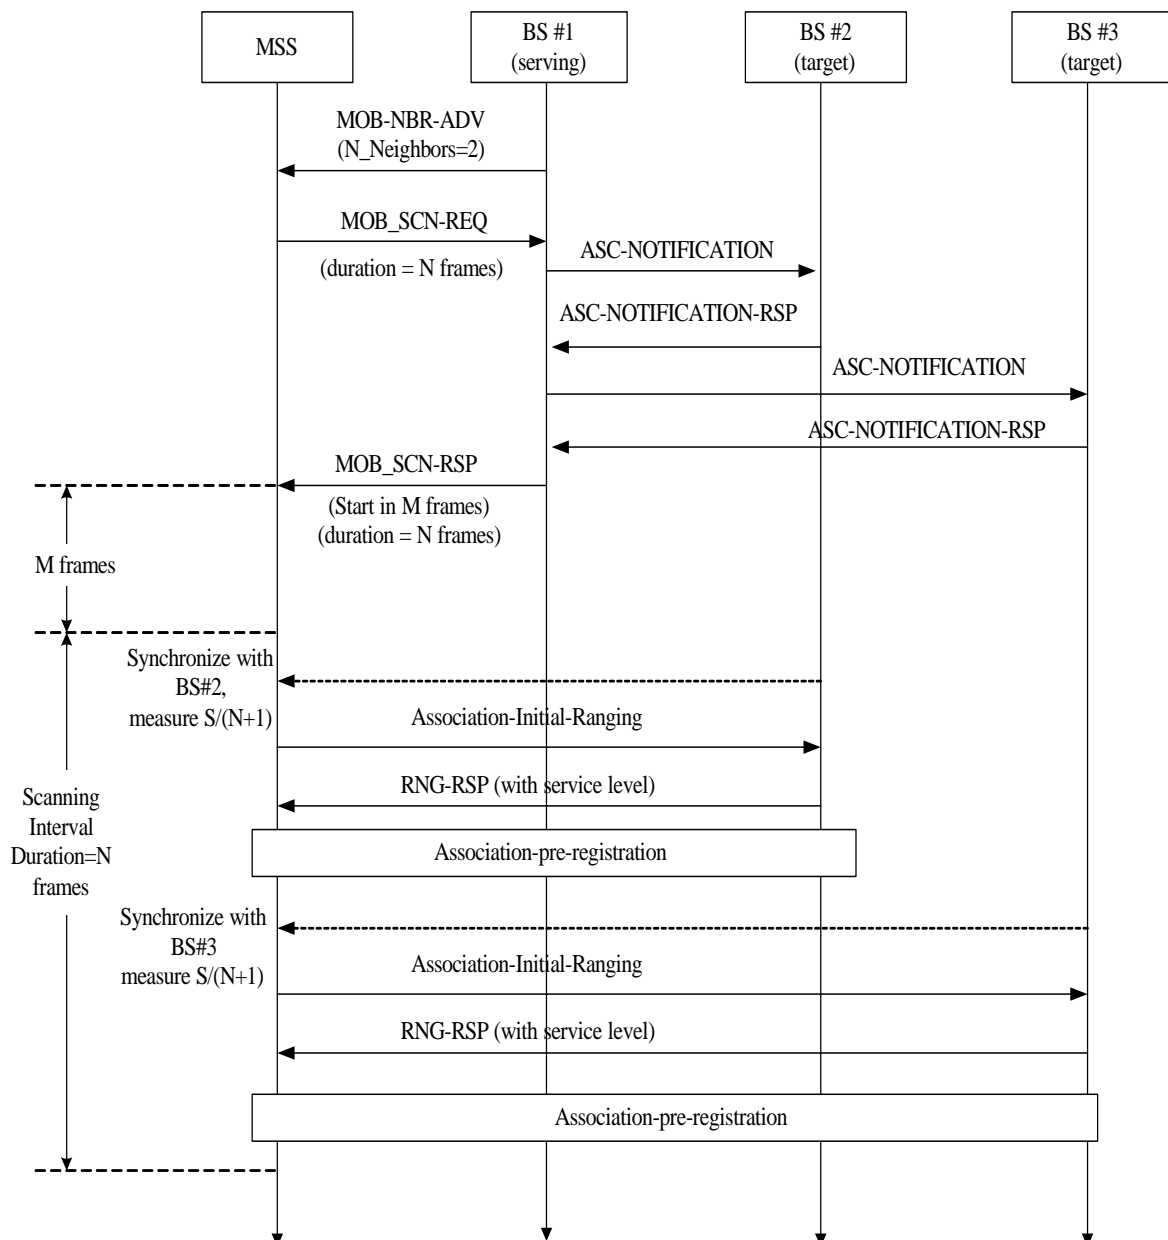 MSS
BS #1
(serving)
BS #2
(target)
BS #3
(target)
MOB-NBR-ADV
(N_Neighbors=2)
MOB_SCN-REQ
(duration = N frames)
ASC-NOTIFICATION
ASC-NOTIFICATION-RSP
ASC-NOTIFICATION
ASC-NOTIFICATION-RSP
MOB_SCN-RSP
(Start in M frames)
(duration = N frames)
M frames
Synchronize with
BS#2,
measure S/(N+1)
Association-Initial-Ranging
RNG-RSP (with service level)
Scanning
Interval
Duration=N
frames
Association-pre-registration
Synchronize with
BS#3
measure S/(N+1)
Association-Initial-Ranging
RNG-RSP (with service level)
Association-pre-registration